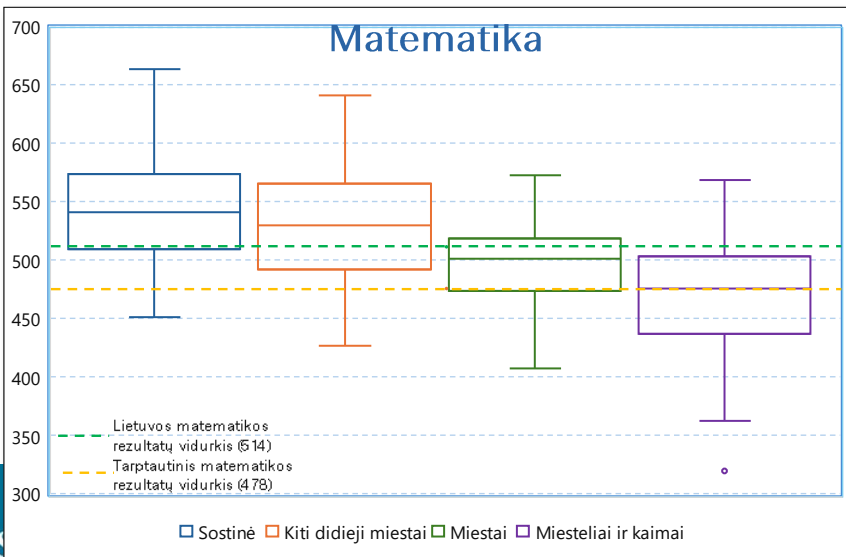 Matematika
700
650
600
550
500
450
400
350
300
Lietuvos matematikos
rezultatų vidurkis (514)
Tarptautinis matematikos
rezultatų vidurkis (478)
Sostinė Kiti didieji miestai Miestai Miesteliai ir kaimai